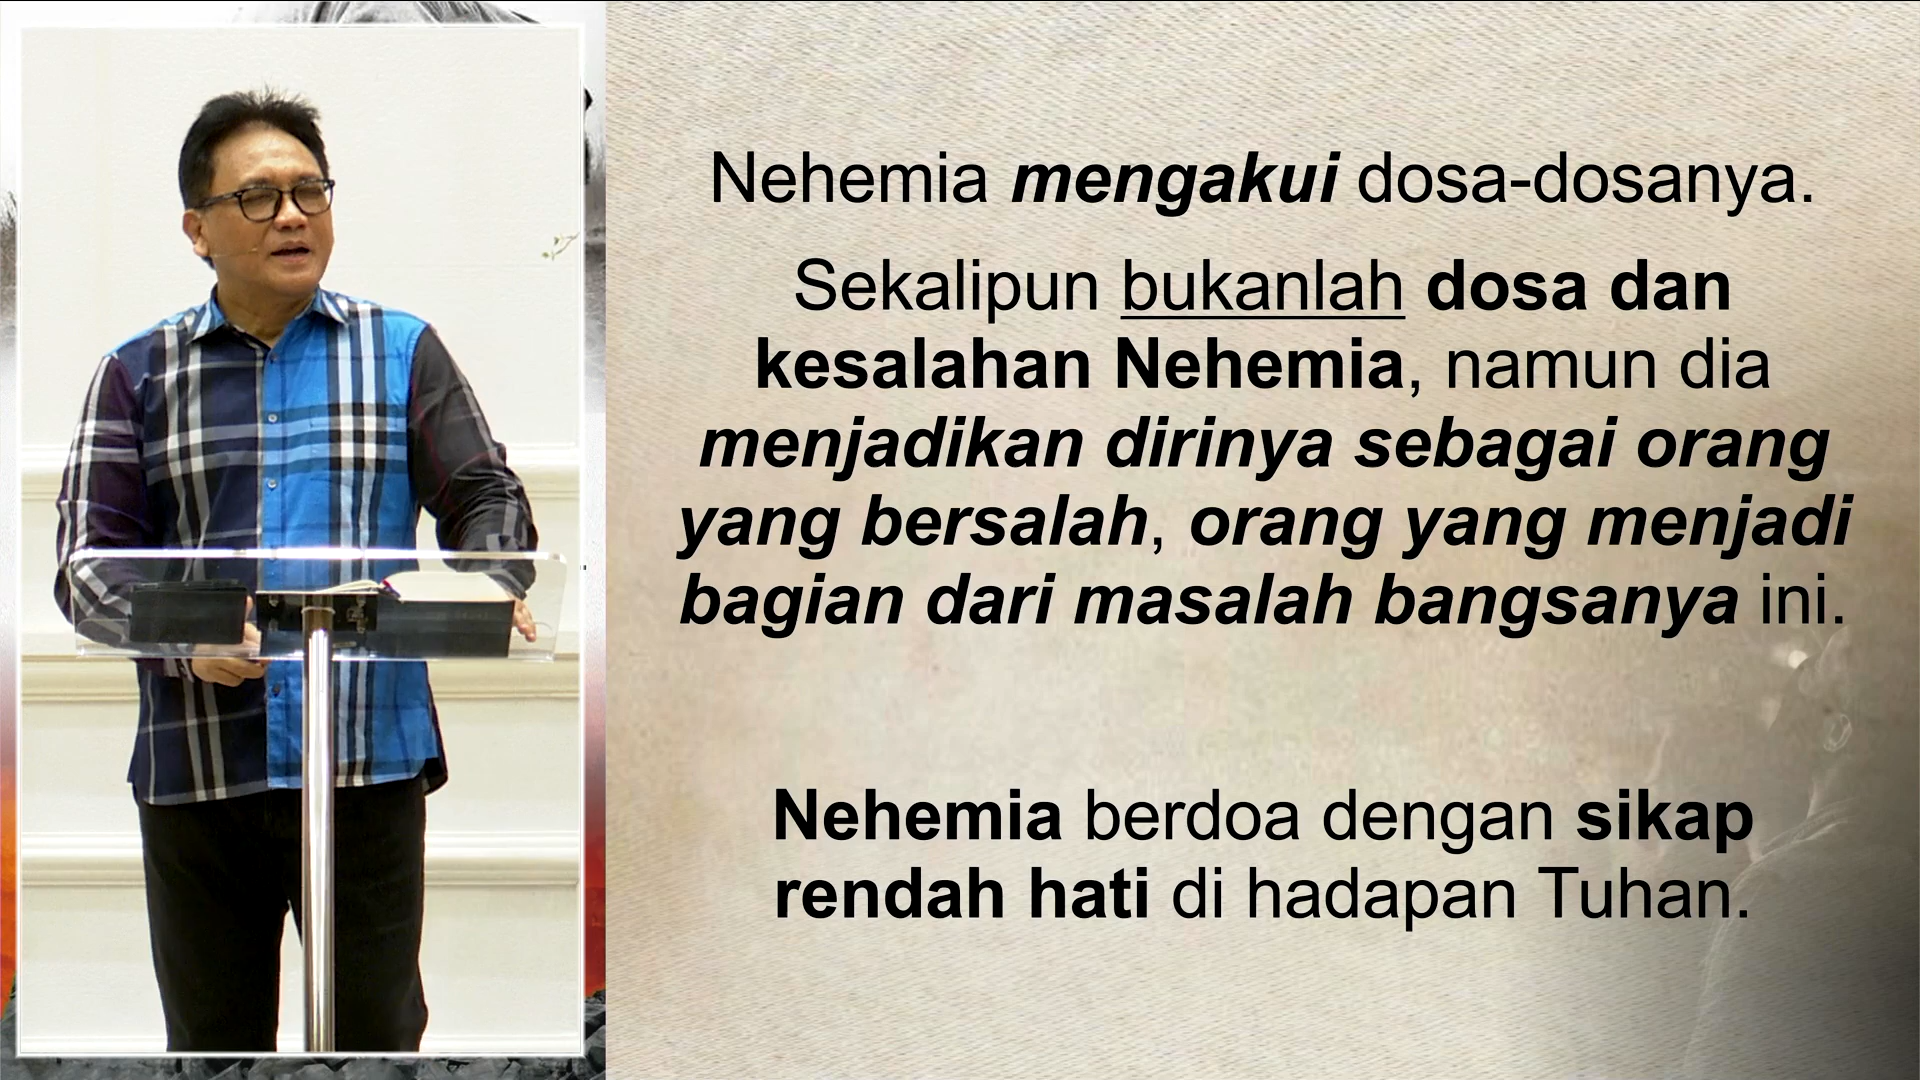 Nehemia mengakui dosa-dosanya.
Sekalipun bukanlah dosa dan
kesalahan Nehemia, namun dia
menjadikan dirinya sebagai orang
yang bersalah, orang yang menjadi
bagian dari masalah bangsanya ini.
Nehemia berdoa dengan sikap
rendah hati di hadapan Tuhan.